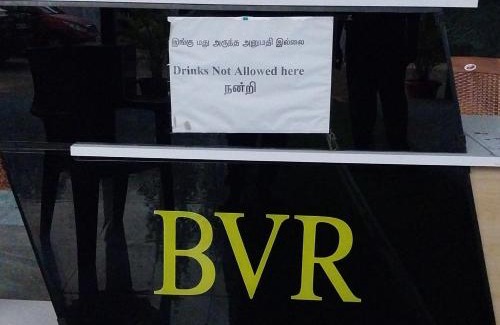 இங்கு மது அருந்த அனுமதி இல்லை
Drinks Not Allowed here
நன்றி
BVR